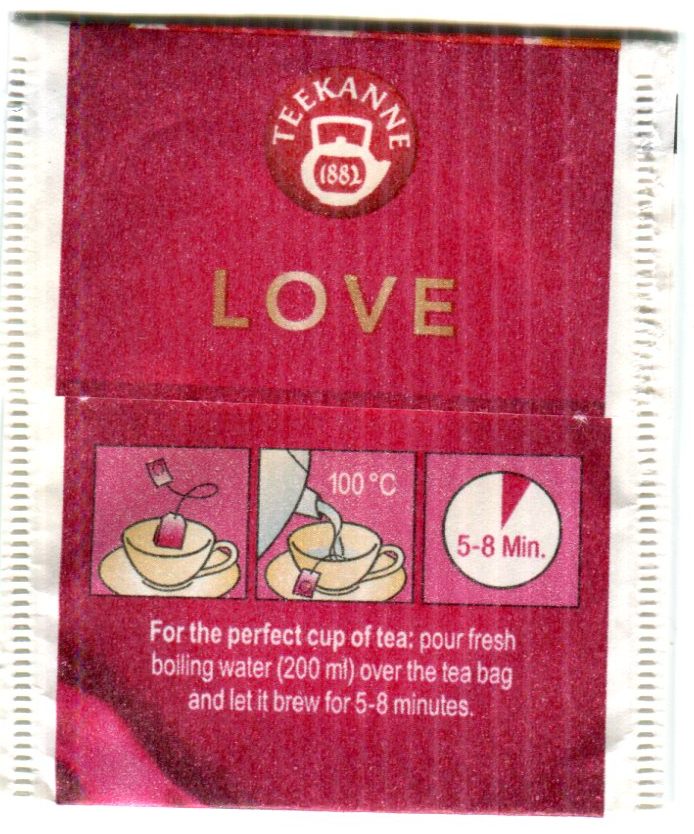 TEEKANNE
1882
LOVE
100 °C
5-8 Min.
For the perfect cup of tea: pour fresh
boiling water (200 ml) over the tea bag
and let it brew for 5-8 minutes.